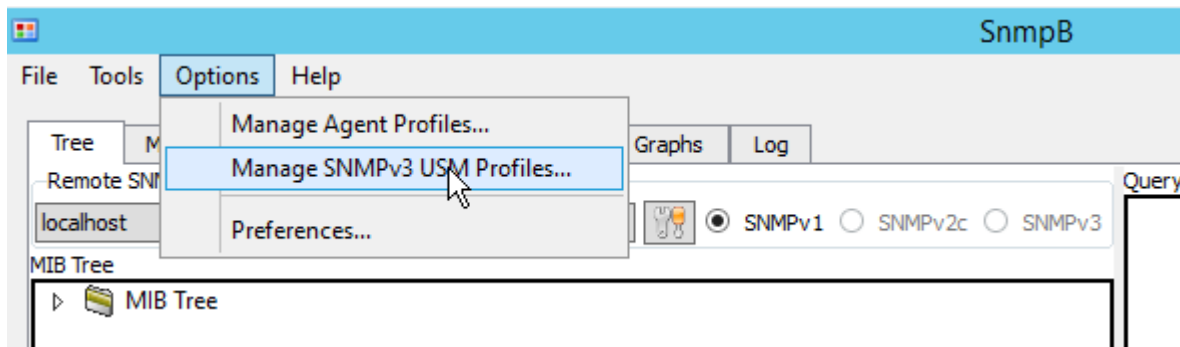 SnmpB
File Tools Options Help
Manage Agent Profiles...
Tree M Graphs Log
Manage SNMPv3 USM Profiles...
Remote SNM Query
localhost SNMPv1 SNMPv2c SNMPv3
Preferences...
MIB Tree
MIB Tree